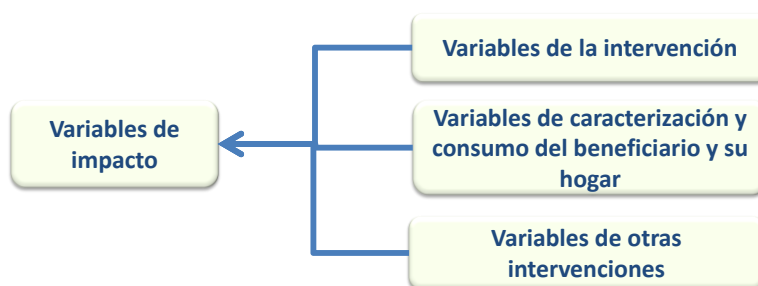 Variables de la intervención
Variables de
impacto
Variables de caracterización y
consumo del beneficiario y su
hogar
Variables de otras
intervenciones